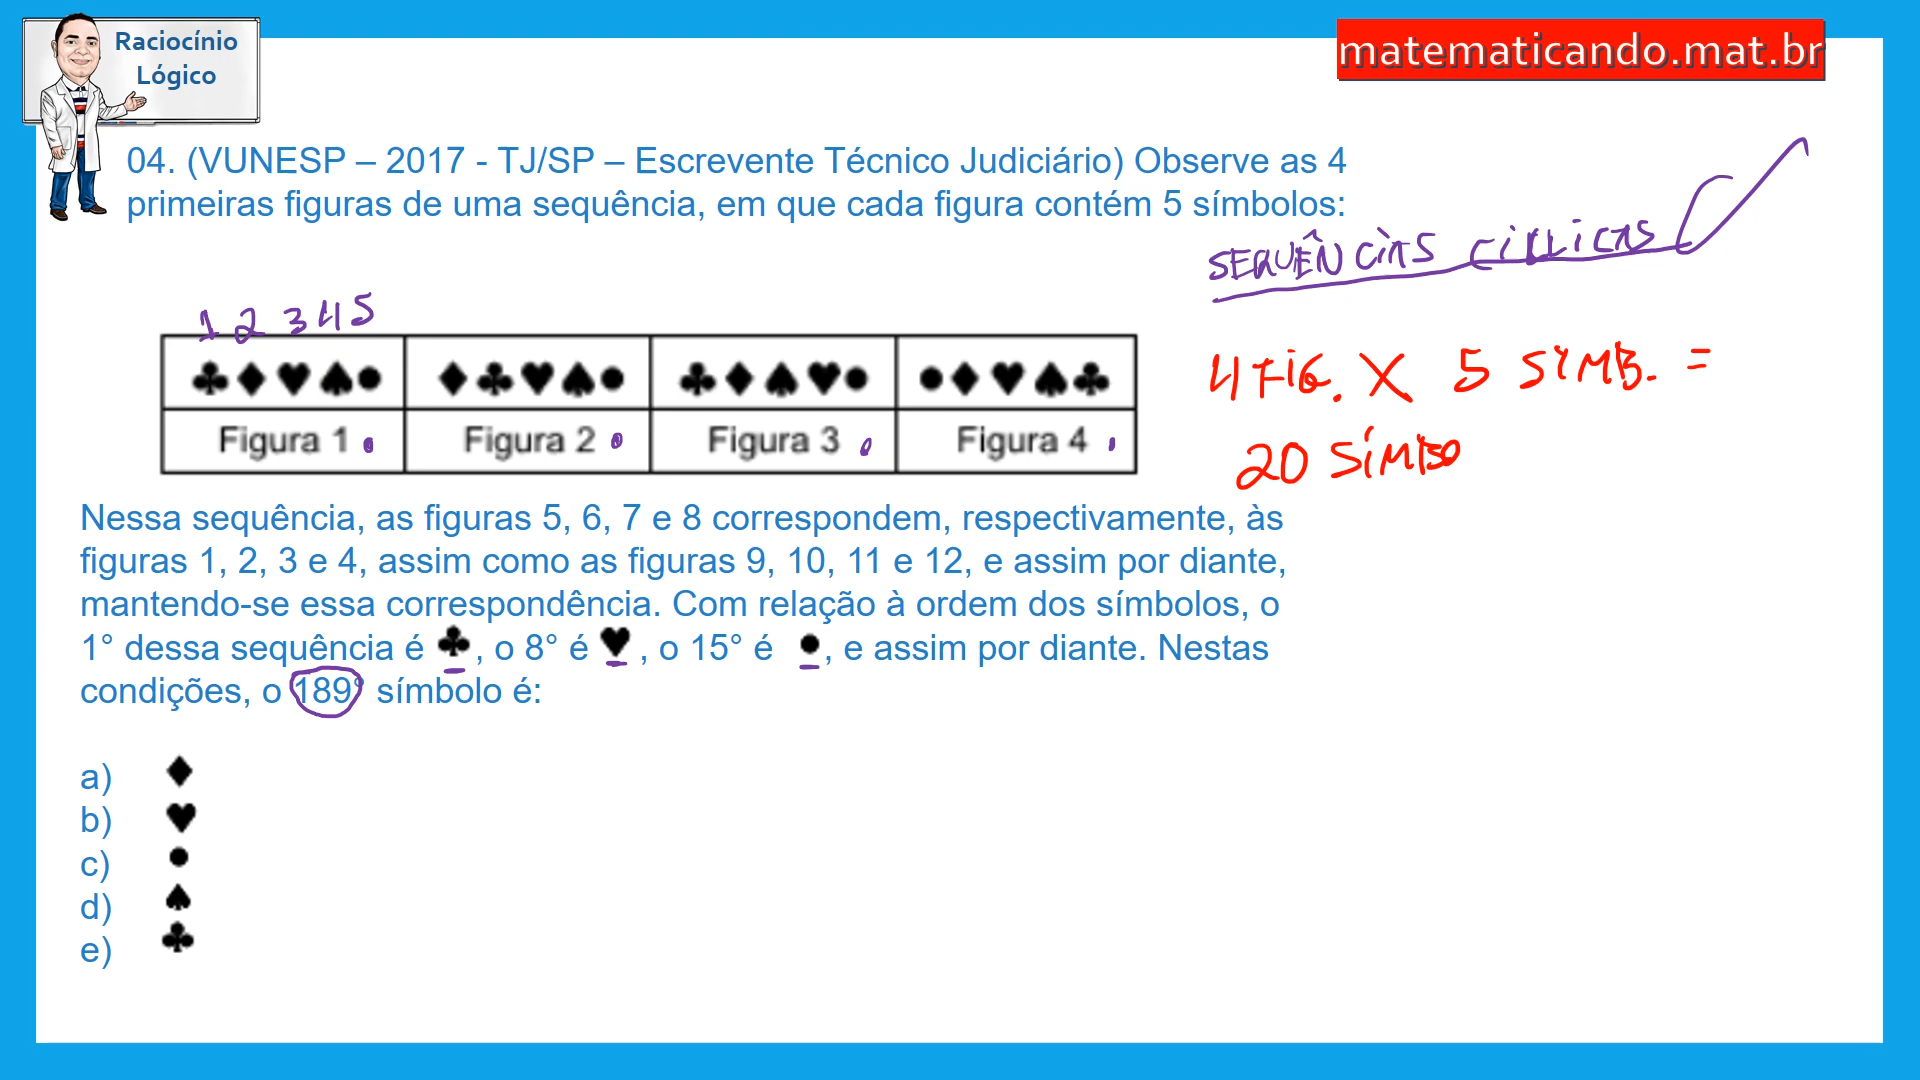 Raciocínio
Lógico
matematicando.mat.br
04. (VUNESP – 2017 - TJ/SP – Escrevente Técnico Judiciário) Observe as 4
primeiras figuras de uma sequência, em que cada figura contém 5 símbolos:
SEQUÊNCIAS CÍCLICAS
1 2 3 4 5
♣♦♥♠● ♦♣♥♠● ♣♦♠♥● ●♦♥♠♣
Figura 1 Figura 2 Figura 3 Figura 4
4 FIG. X 5 SIMB. =
20 SÍMBO
Nessa sequência, as figuras 5, 6, 7 e 8 correspondem, respectivamente, às
figuras 1, 2, 3 e 4, assim como as figuras 9, 10, 11 e 12, e assim por diante,
mantendo-se essa correspondência. Com relação à ordem dos símbolos, o
1° dessa sequência é ♣, o 8° é ♥, o 15° é ●, e assim por diante. Nestas
condições, o 189° símbolo é:
a) ♦
b) ♥
c) ●
d) ♠
e) ♣